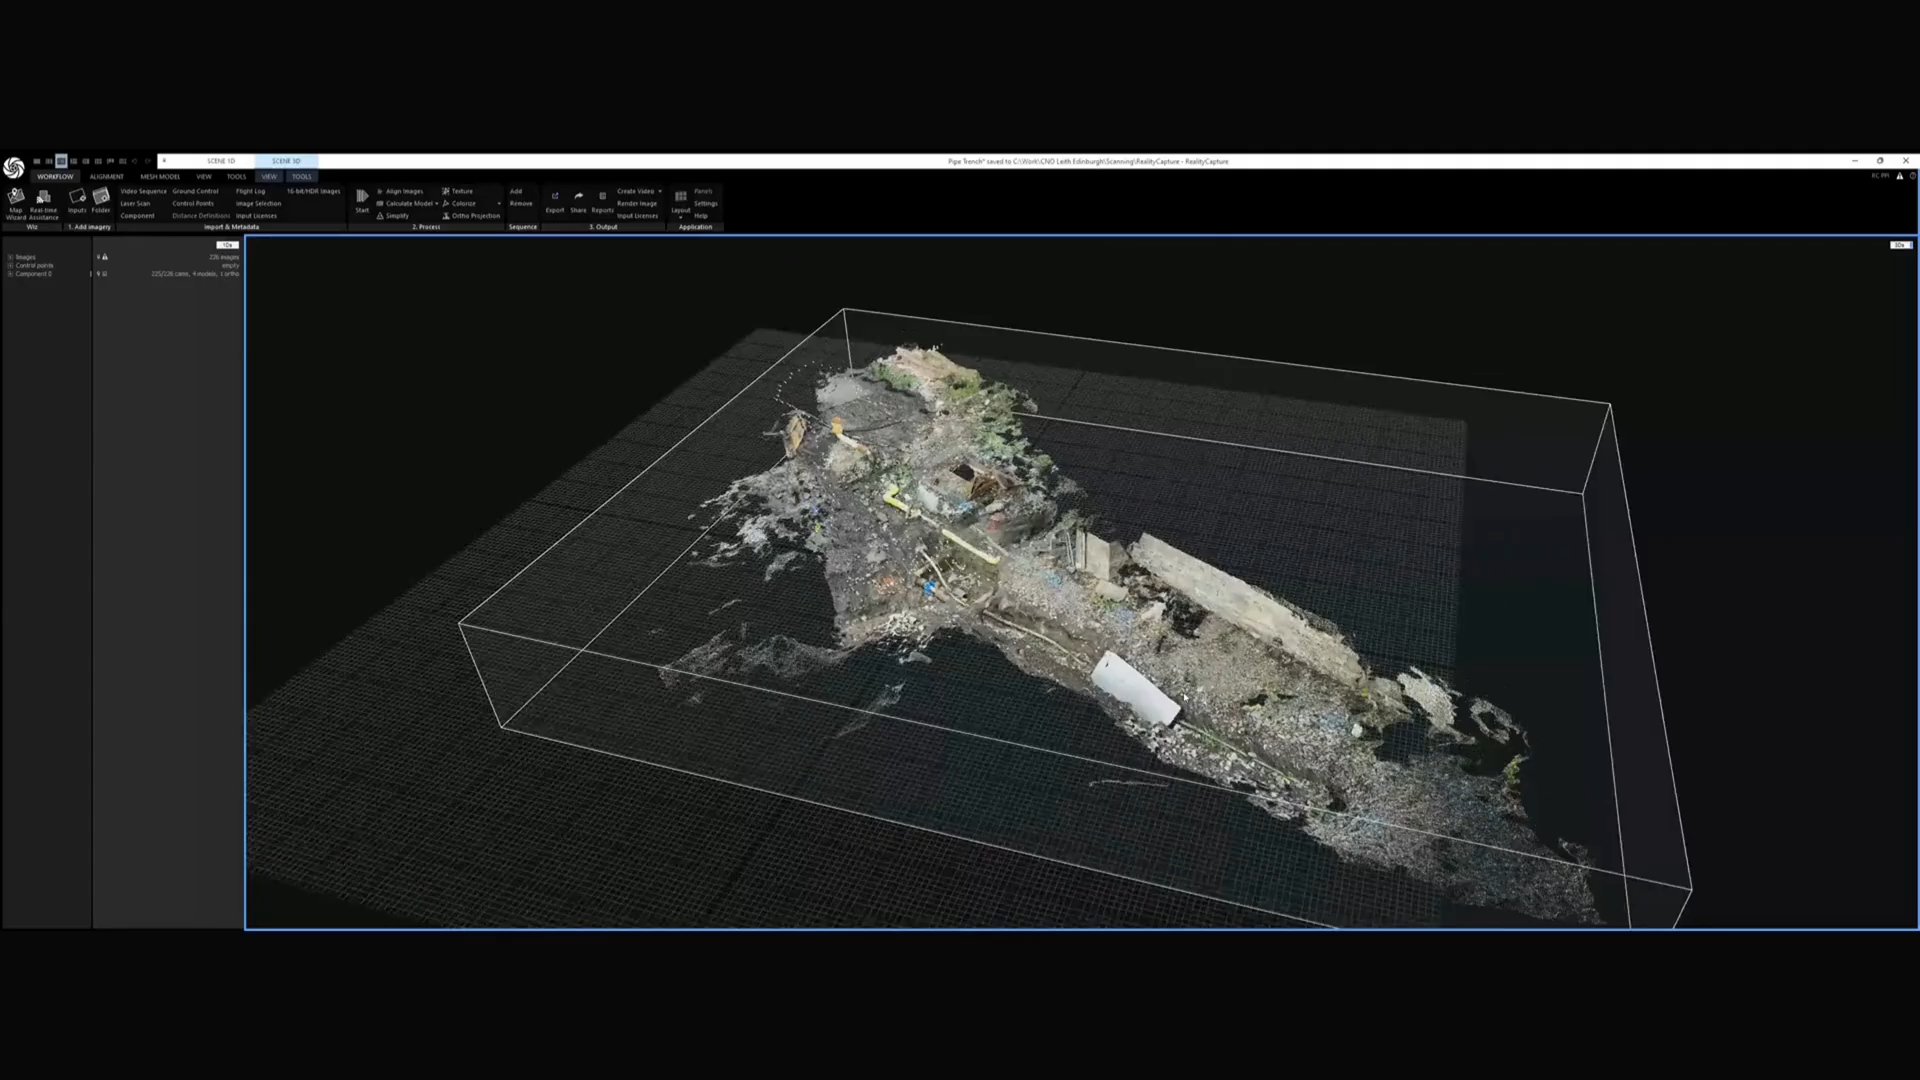 SCENE 1D SCENE 3D Pipe Trench* saved to C:\Work\CNO Leith Edinburgh\Scanning\RealityCapture - RealityCapture
WORKFLOW ALIGNMENT MESH MODEL VIEW TOOLS VIEW TOOLS
Map Wizard Real-time Assistance Inputs Folder
Video Sequence Ground Control Flight Log 16-bit/HDR Images
Laser Scan Control Points Image Selection
Component Distance Definitions Input Licenses
Start Align Images Texture
Calculate Model Colorize
Simplify Ortho Projection
Add
Remove
Export Share Reports
Create Video
Render Image
Input Licenses
Layout
Panels
Settings
Help
1. Add imagery Import & Metadata 2. Process Sequence 3. Output Application
1Ds
3Ds
Images 226 images
Control points empty
Component 0 225/226 cams, 4 models, 1 ortho